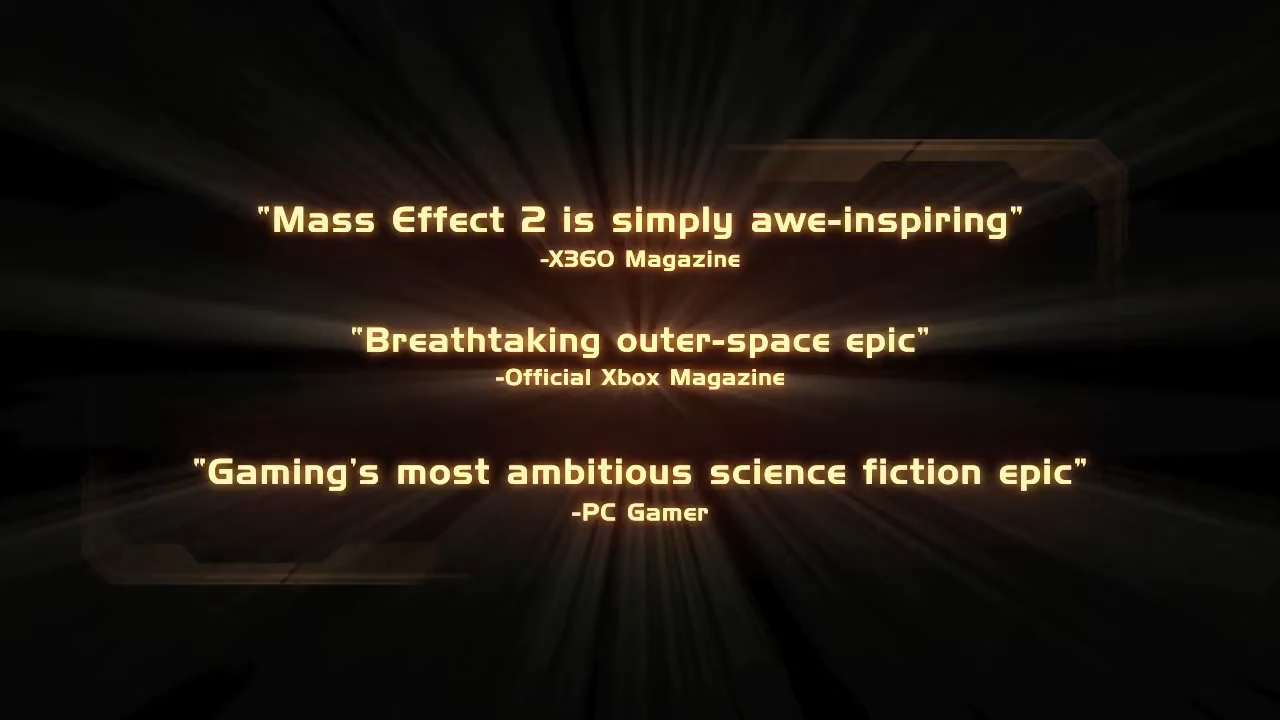 "Mass Effect 2 is simply awe-inspiring"
-X360 Magazine
"Breathtaking outer-space epic"
-Official Xbox Magazine
"Gaming's most ambitious science fiction epic"
-PC Gamer